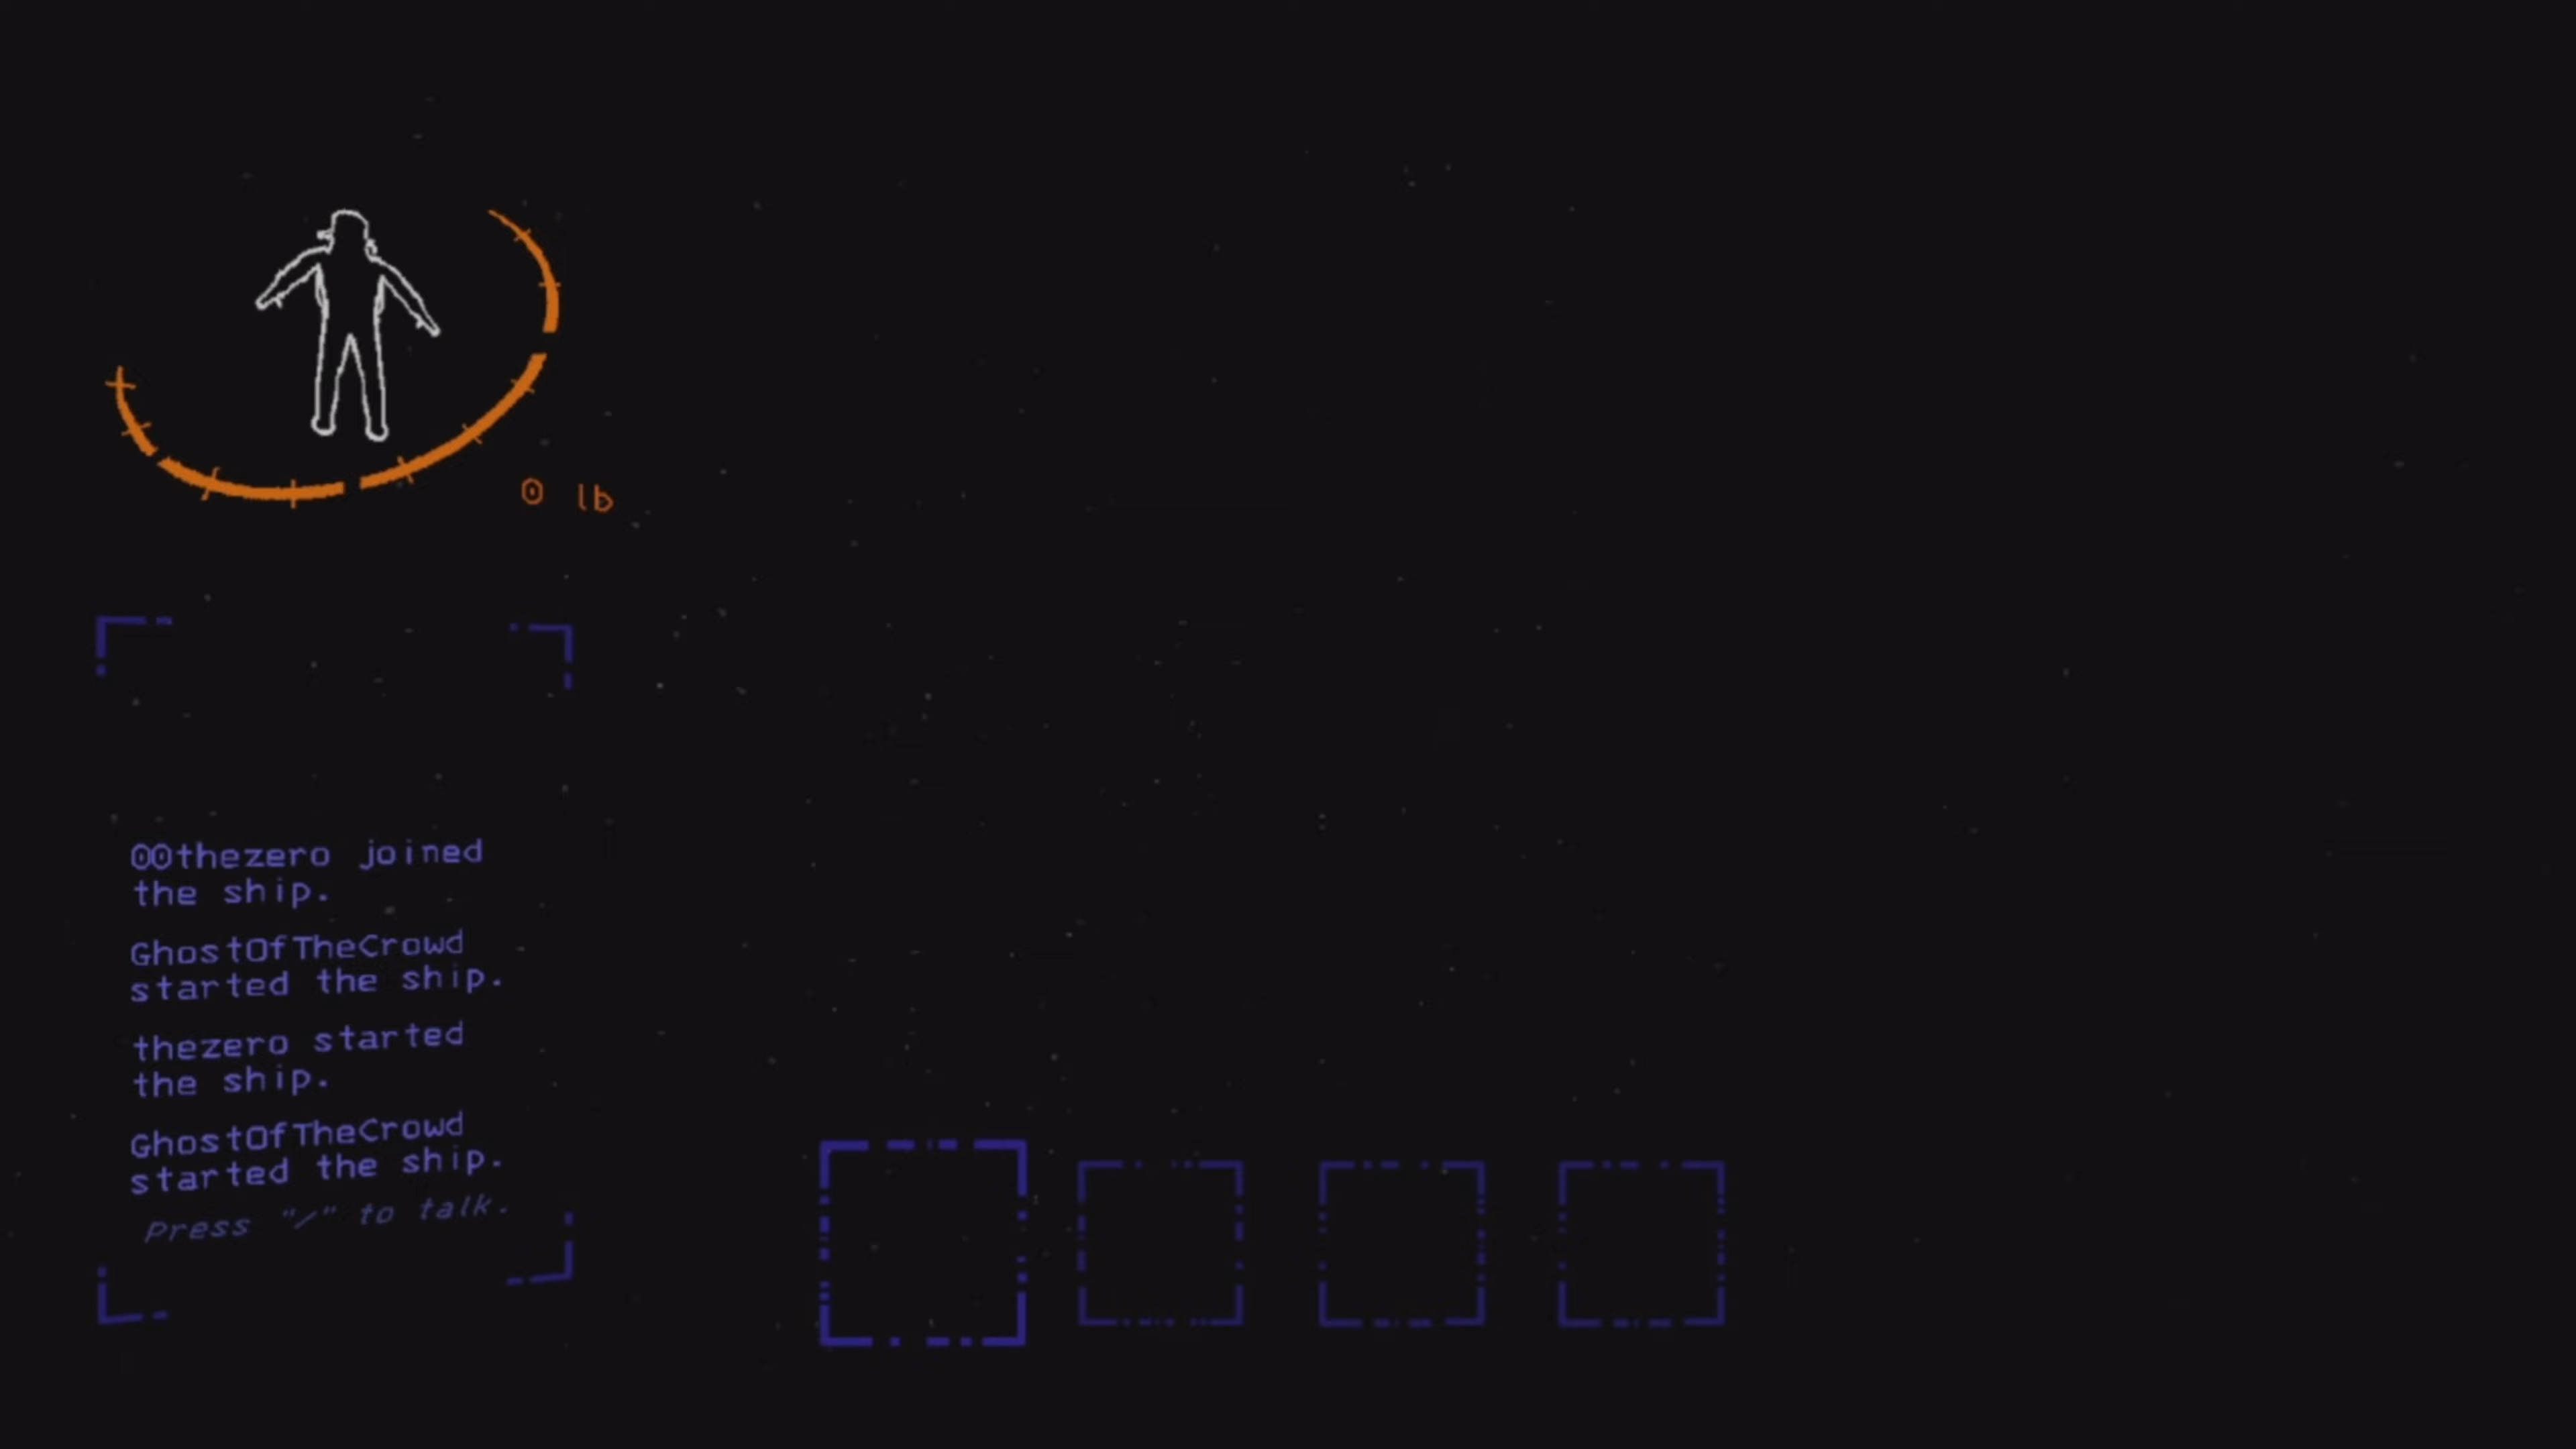 0 lb
00thezero joined
the ship.
GhostOfTheCrowd
started the ship.
thezero started
the ship.
GhostOfTheCrowd
started the ship.
Press "/" to talk.